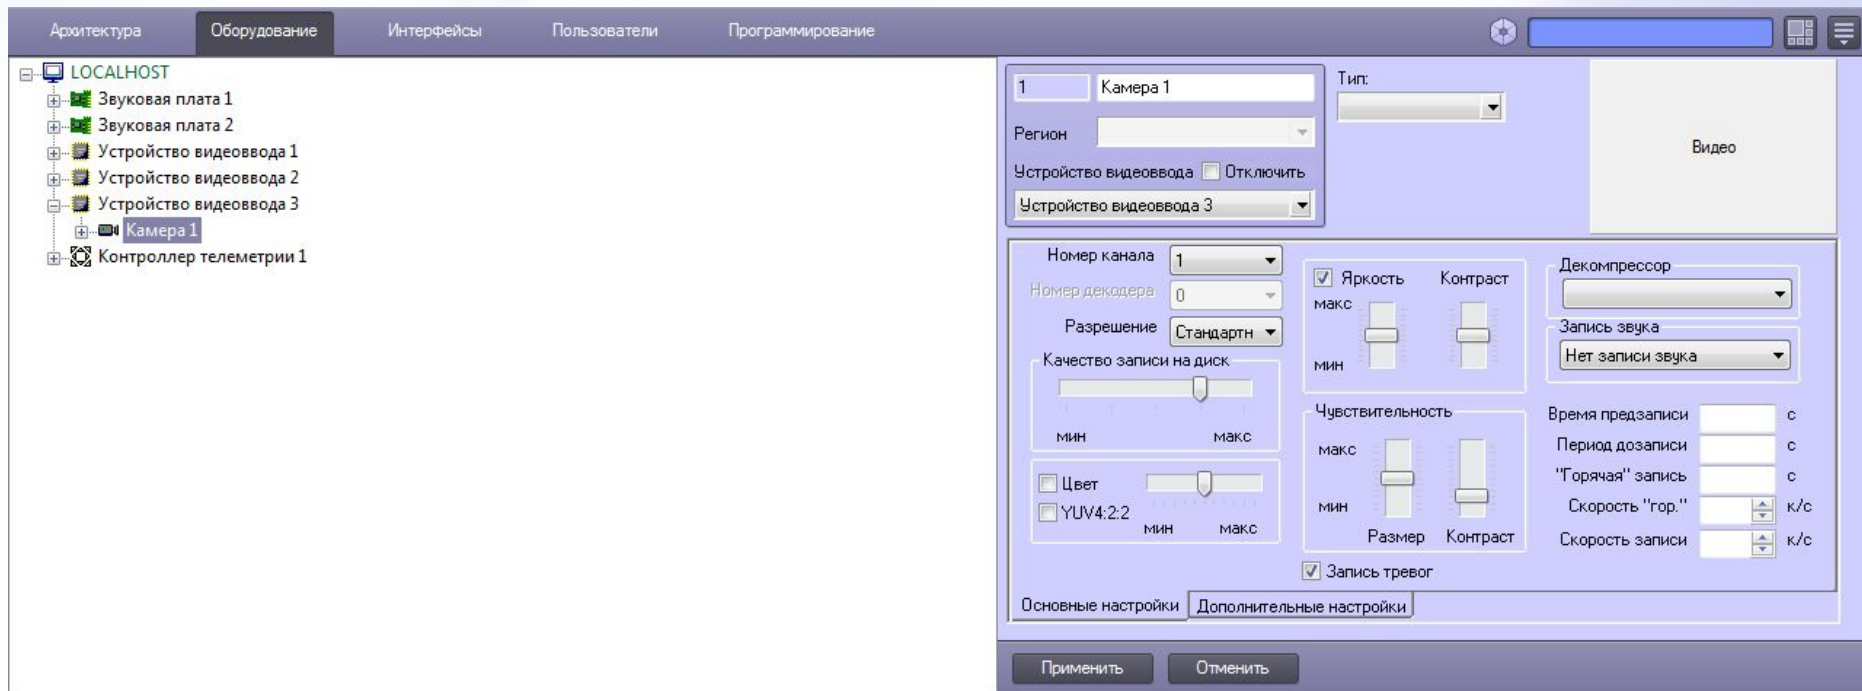 Архитектура Оборудование Интерфейсы Пользователи Программирование
LOCALHOST
Звуковая плата 1
Звуковая плата 2
Устройство видеоввода 1
Устройство видеоввода 2
Устройство видеоввода 3
Камера 1
Контроллер телеметрии 1
1 Камера 1
Тип:
Регион
Устройство видеоввода Отключить
Устройство видеоввода 3
Видео
Номер канала 1
Номер декодера 0
Разрешение Стандартн
Качество записи на диск
мин макс
Цвет
YUV4:2:2
мин макс
Яркость Контраст
макс
мин
Чувствительность
макс
мин
Размер Контраст
Запись тревог
Декомпрессор
Запись звука
Нет записи звука
Время предзаписи с
Период дозаписи с
"Горячая" запись с
Скорость "гор." к/с
Скорость записи к/с
Основные настройки Дополнительные настройки
Применить Отменить